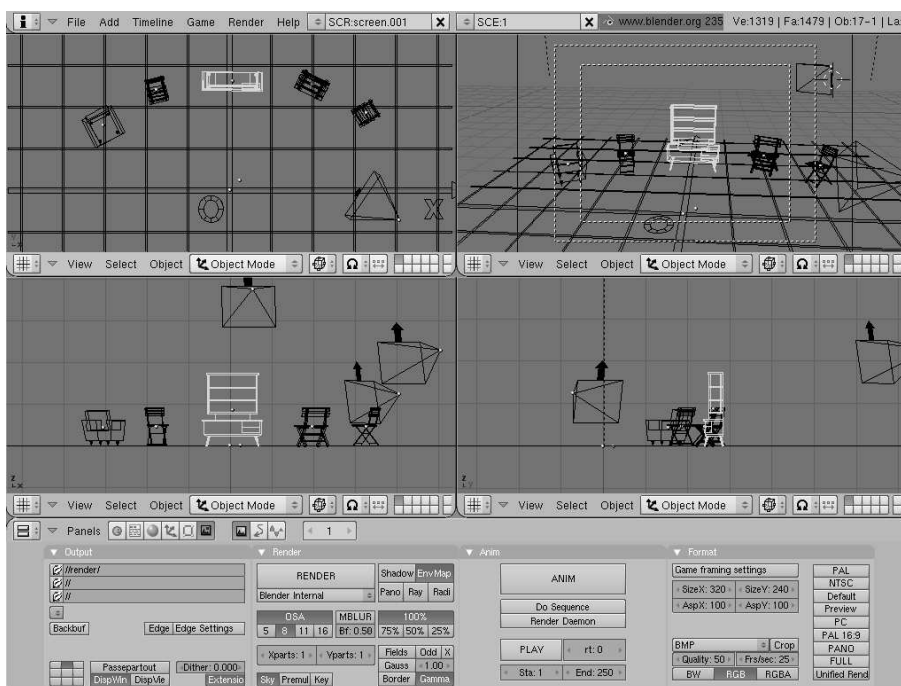 File Add Timeline Game Render Help SCR:screen.001 X SCE:1 X www.blender.org 235 Ve:1319 | Fa:1479 | Ob:17-1 | La:
X
View Select Object Object Mode View Select Object Object Mode
View Select Object Object Mode View Select Object Object Mode
Panels 1
Output Render Anim Format
//render/
//
//
Backbuf Edge Edge Settings
Passepartout Dither: 0.000
DispWin DispVie Extensio
RENDER
Blender Internal
Shadow EnvMap
Pano Ray Radi
OSA MBLUR 100%
5 8 11 16 Bf: 0.50 75% 50% 25%
Xparts: 1 Yparts: 1 Fields Odd X
Gauss 1.00
Sky Premul Key Border Gamma
ANIM
Do Sequence
Render Daemon
PLAY rt: 0
Sta: 1 End: 250
Game framing settings
SizeX: 320 SizeY: 240
AspX: 100 AspY: 100
BMP Crop
Quality: 50 Frs/sec: 25
BW RGB RGBA
PAL
NTSC
Default
Preview
PC
PAL 16:9
PANO
FULL
Unified Rend